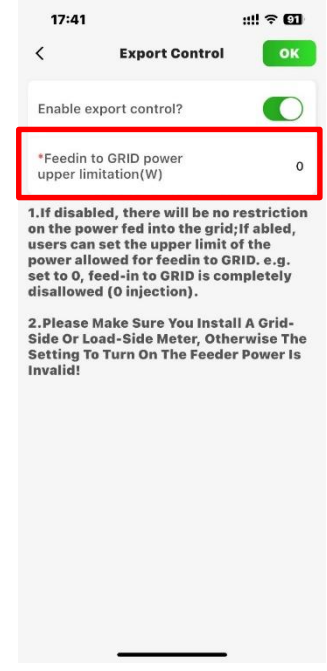 17:41
91
Export Control
OK
Enable export control?
*Feedin to GRID power
upper limitation(W)
0
1.If disabled, there will be no restriction
on the power fed into the grid;If abled,
users can set the upper limit of the
power allowed for feedin to GRID. e.g.
set to 0, feed-in to GRID is completely
disallowed (0 injection).
2.Please Make Sure You Install A Grid-
Side Or Load-Side Meter, Otherwise The
Setting To Turn On The Feeder Power Is
Invalid!